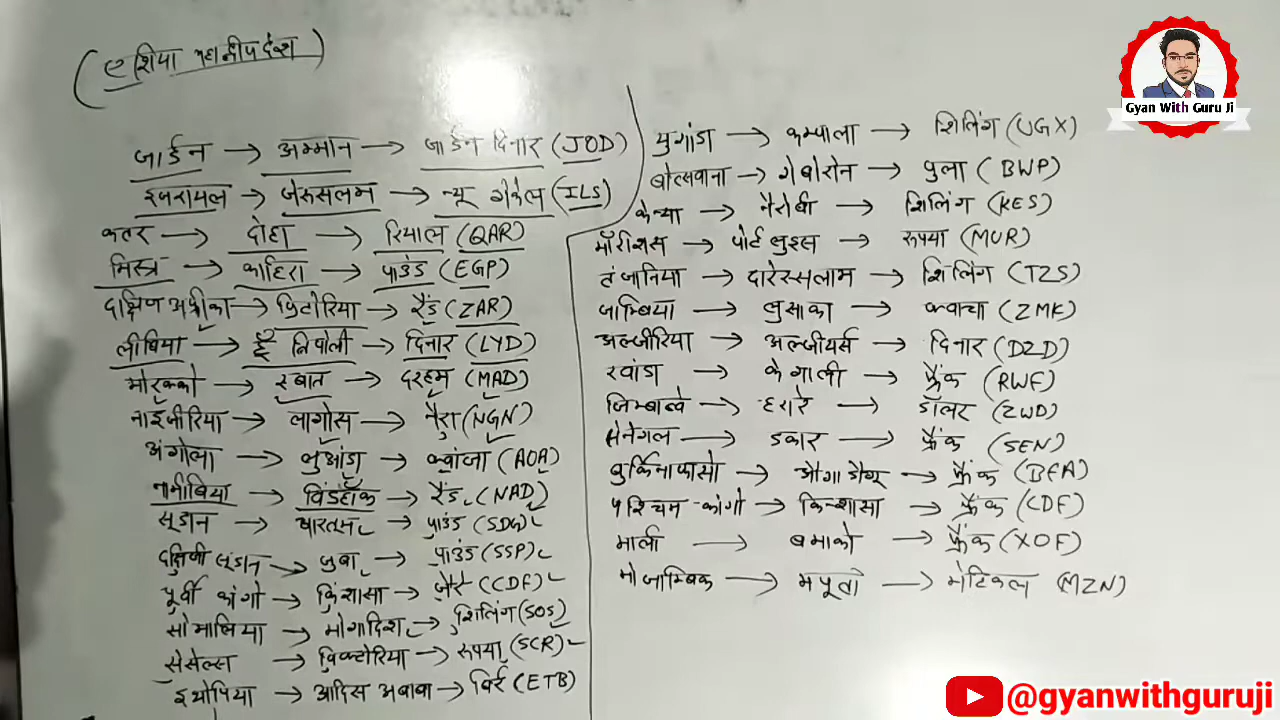 (एशिया महाद्वीप देश)
जार्डन → अम्मान → जार्डन दिनार (JOD)
इजरायल → जेरुसलम → न्यू शेकेल (ILS)
कतर → दोहा → रियाल (QAR)
मिस्त्र → काहिरा → पाउंड (EGP)
दक्षिण अफ्रीका → प्रिटोरिया → रैंड (ZAR)
लीबिया → त्रिपोली → दिनार (LYD)
मोरक्को → रबात → दरहम (MAD)
नाइजीरिया → लागोस → नैरा (NGN)
अंगोला → लुआंडा → क्वांजा (AOA)
नामीबिया → विंडहॉक → रैंड (NAD)
सूडान → खारतूम → पाउंड (SDG)
दक्षिणी सूडान → जुबा → पाउंड (SSP)
पूर्वी कांगो → किंशासा → जैरे (CDF)
सोमालिया → मोगादिशु → शिलिंग (SOS)
सेसेल्स → विक्टोरिया → रूपया (SCR)
इथोपिया → आदिस अबाबा → विर्र (ETB)
युगांडा → कम्पाला → शिलिंग (UGX)
बोत्सवाना → गेबोरोन → पुला (BWP)
केन्या → नैरोबी → शिलिंग (KES)
मॉरीशस → पोर्ट लुइस → रूपया (MUR)
तंजानिया → दारेस्सलाम → शिलिंग (TZS)
जाम्बिया → लुसाका → क्वाचा (ZMK)
अल्जीरिया → अल्जीयर्स → दिनार (DZD)
रवांडा → केगाली → फ्रैंक (RWF)
जिम्बाब्वे → हरारे → डॉलर (ZWD)
सेनेगल → डकार → फ्रैंक (SEN)
बुर्किनाफासो → औगाडौगू → फ्रैंक (BFA)
पश्चिम कांगो → किन्शासा → फ्रैंक (CDF)
माली → बमाको → फ्रैंक (XOF)
मोजाम्बिक → मपूतो → मेटिकल (MZN)
Gyan With Guru Ji
@gyanwithguruji